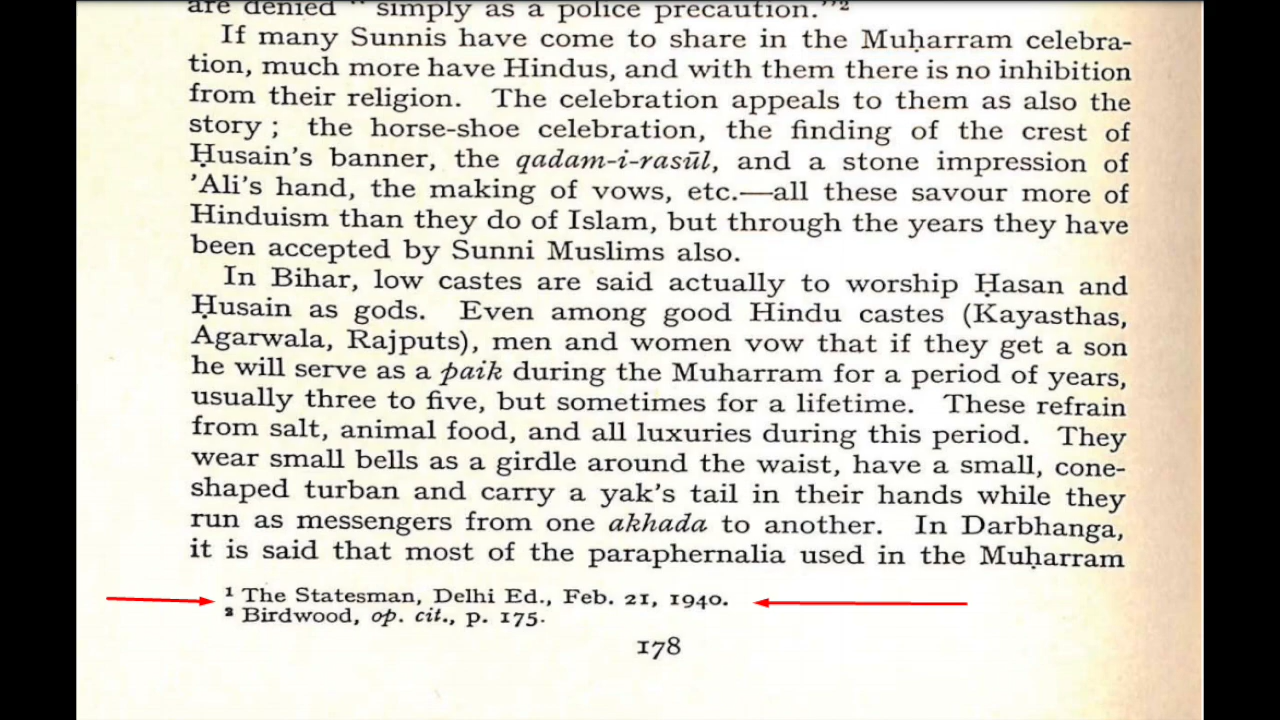 are denied " simply as a police precaution."²
If many Sunnis have come to share in the Muḥarram celebra-
tion, much more have Hindus, and with them there is no inhibition
from their religion. The celebration appeals to them as also the
story ; the horse-shoe celebration, the finding of the crest of
Ḥusain's banner, the qadam-i-rasūl, and a stone impression of
'Ali's hand, the making of vows, etc.—all these savour more of
Hinduism than they do of Islam, but through the years they have
been accepted by Sunni Muslims also.
In Bihar, low castes are said actually to worship Ḥasan and
Ḥusain as gods. Even among good Hindu castes (Kayasthas,
Agarwala, Rajputs), men and women vow that if they get a son
he will serve as a paik during the Muharram for a period of years,
usually three to five, but sometimes for a lifetime. These refrain
from salt, animal food, and all luxuries during this period. They
wear small bells as a girdle around the waist, have a small, cone-
shaped turban and carry a yak's tail in their hands while they
run as messengers from one akhada to another. In Darbhanga,
it is said that most of the paraphernalia used in the Muḥarram
¹ The Statesman, Delhi Ed., Feb. 21, 1940.
² Birdwood, op. cit., p. 175.
178